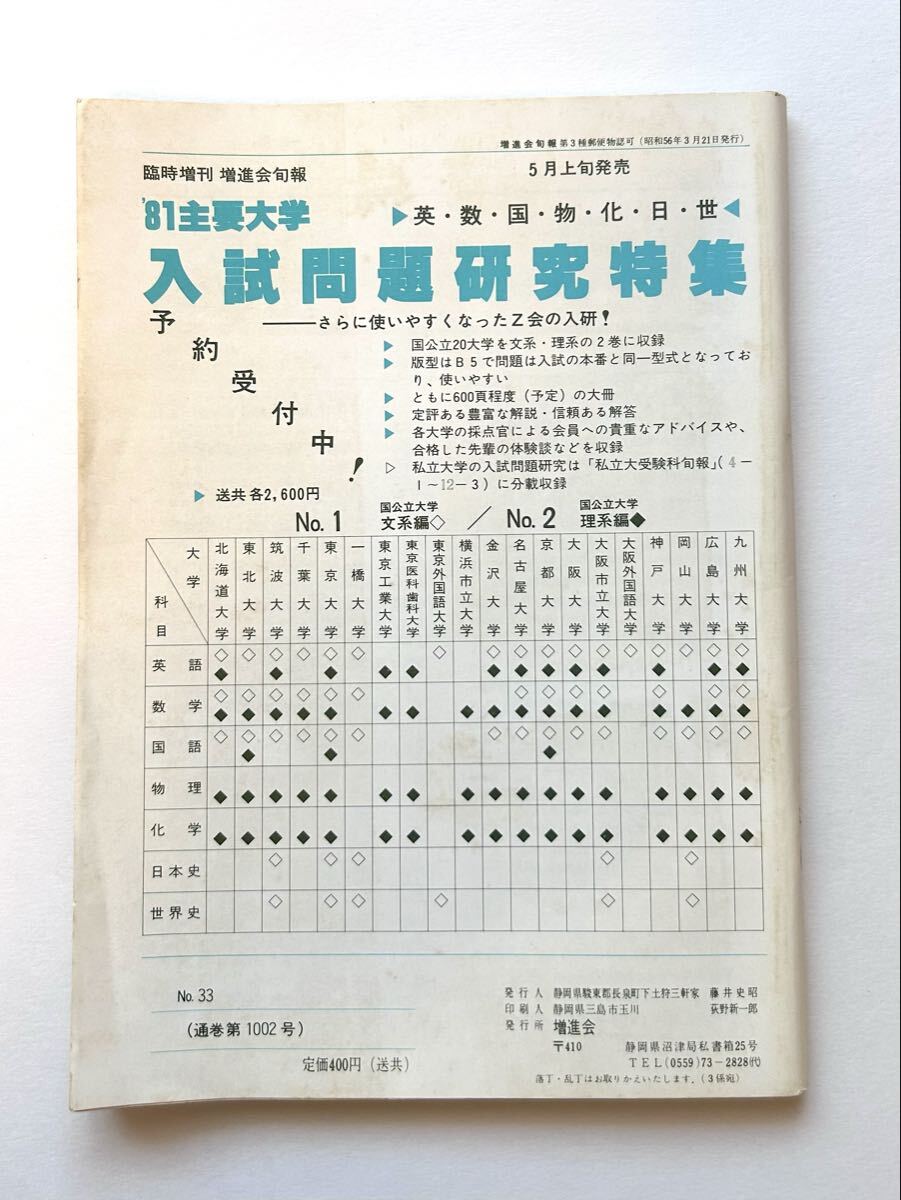 増進会旬報第3種郵便物認可（昭和56年3月21日発行）
臨時増刊 増進会旬報
5月上旬発売
'81主要大学
▶英・数・国・物・化・日・世◀
入試問題研究特集
――さらに使いやすくなったZ会の入研!
予約受付中!
▶ 国公立20大学を文系・理系の2巻に収録
▶ 版型はB5で問題は入試の本番と同一型式となってお
り、使いやすい
▶ ともに600頁程度（予定）の大冊
▶ 定評ある豊富な解説・信頼ある解答
▶ 各大学の採点官による会員への貴重なアドバイスや、
合格した先輩の体験談などを収録
▷ 私立大学の入試問題研究は「私立大受験科旬報」(4－
1～12－3）に分載収録
▶ 送共各2,600円
No.1 国公立大学文系編◇／No.2 国公立大学理系編◆
大学
科目
北海道大学
東北大学
筑波大学
千葉大学
東京大学
一橋大学
東京工業大学
東京医科歯科大学
東京外国語大学
横浜市立大学
金沢大学
名古屋大学
京都大学
大阪大学
大阪市立大学
大阪外国語大学
神戸大学
岡山大学
広島大学
九州大学
英語
数学
国語
物理
化学
日本史
世界史
No.33
（通巻第1002号）
定価400円（送共）
発行人 静岡県駿東郡長泉町下土狩三軒家 藤井史昭
印刷人 静岡県三島市玉川 荻野新一郎
発行所 増進会
〒410 静岡県沼津局私書箱25号
TEL(0559)73－2828㈹
落丁・乱丁はお取りかえいたします．(3係宛)